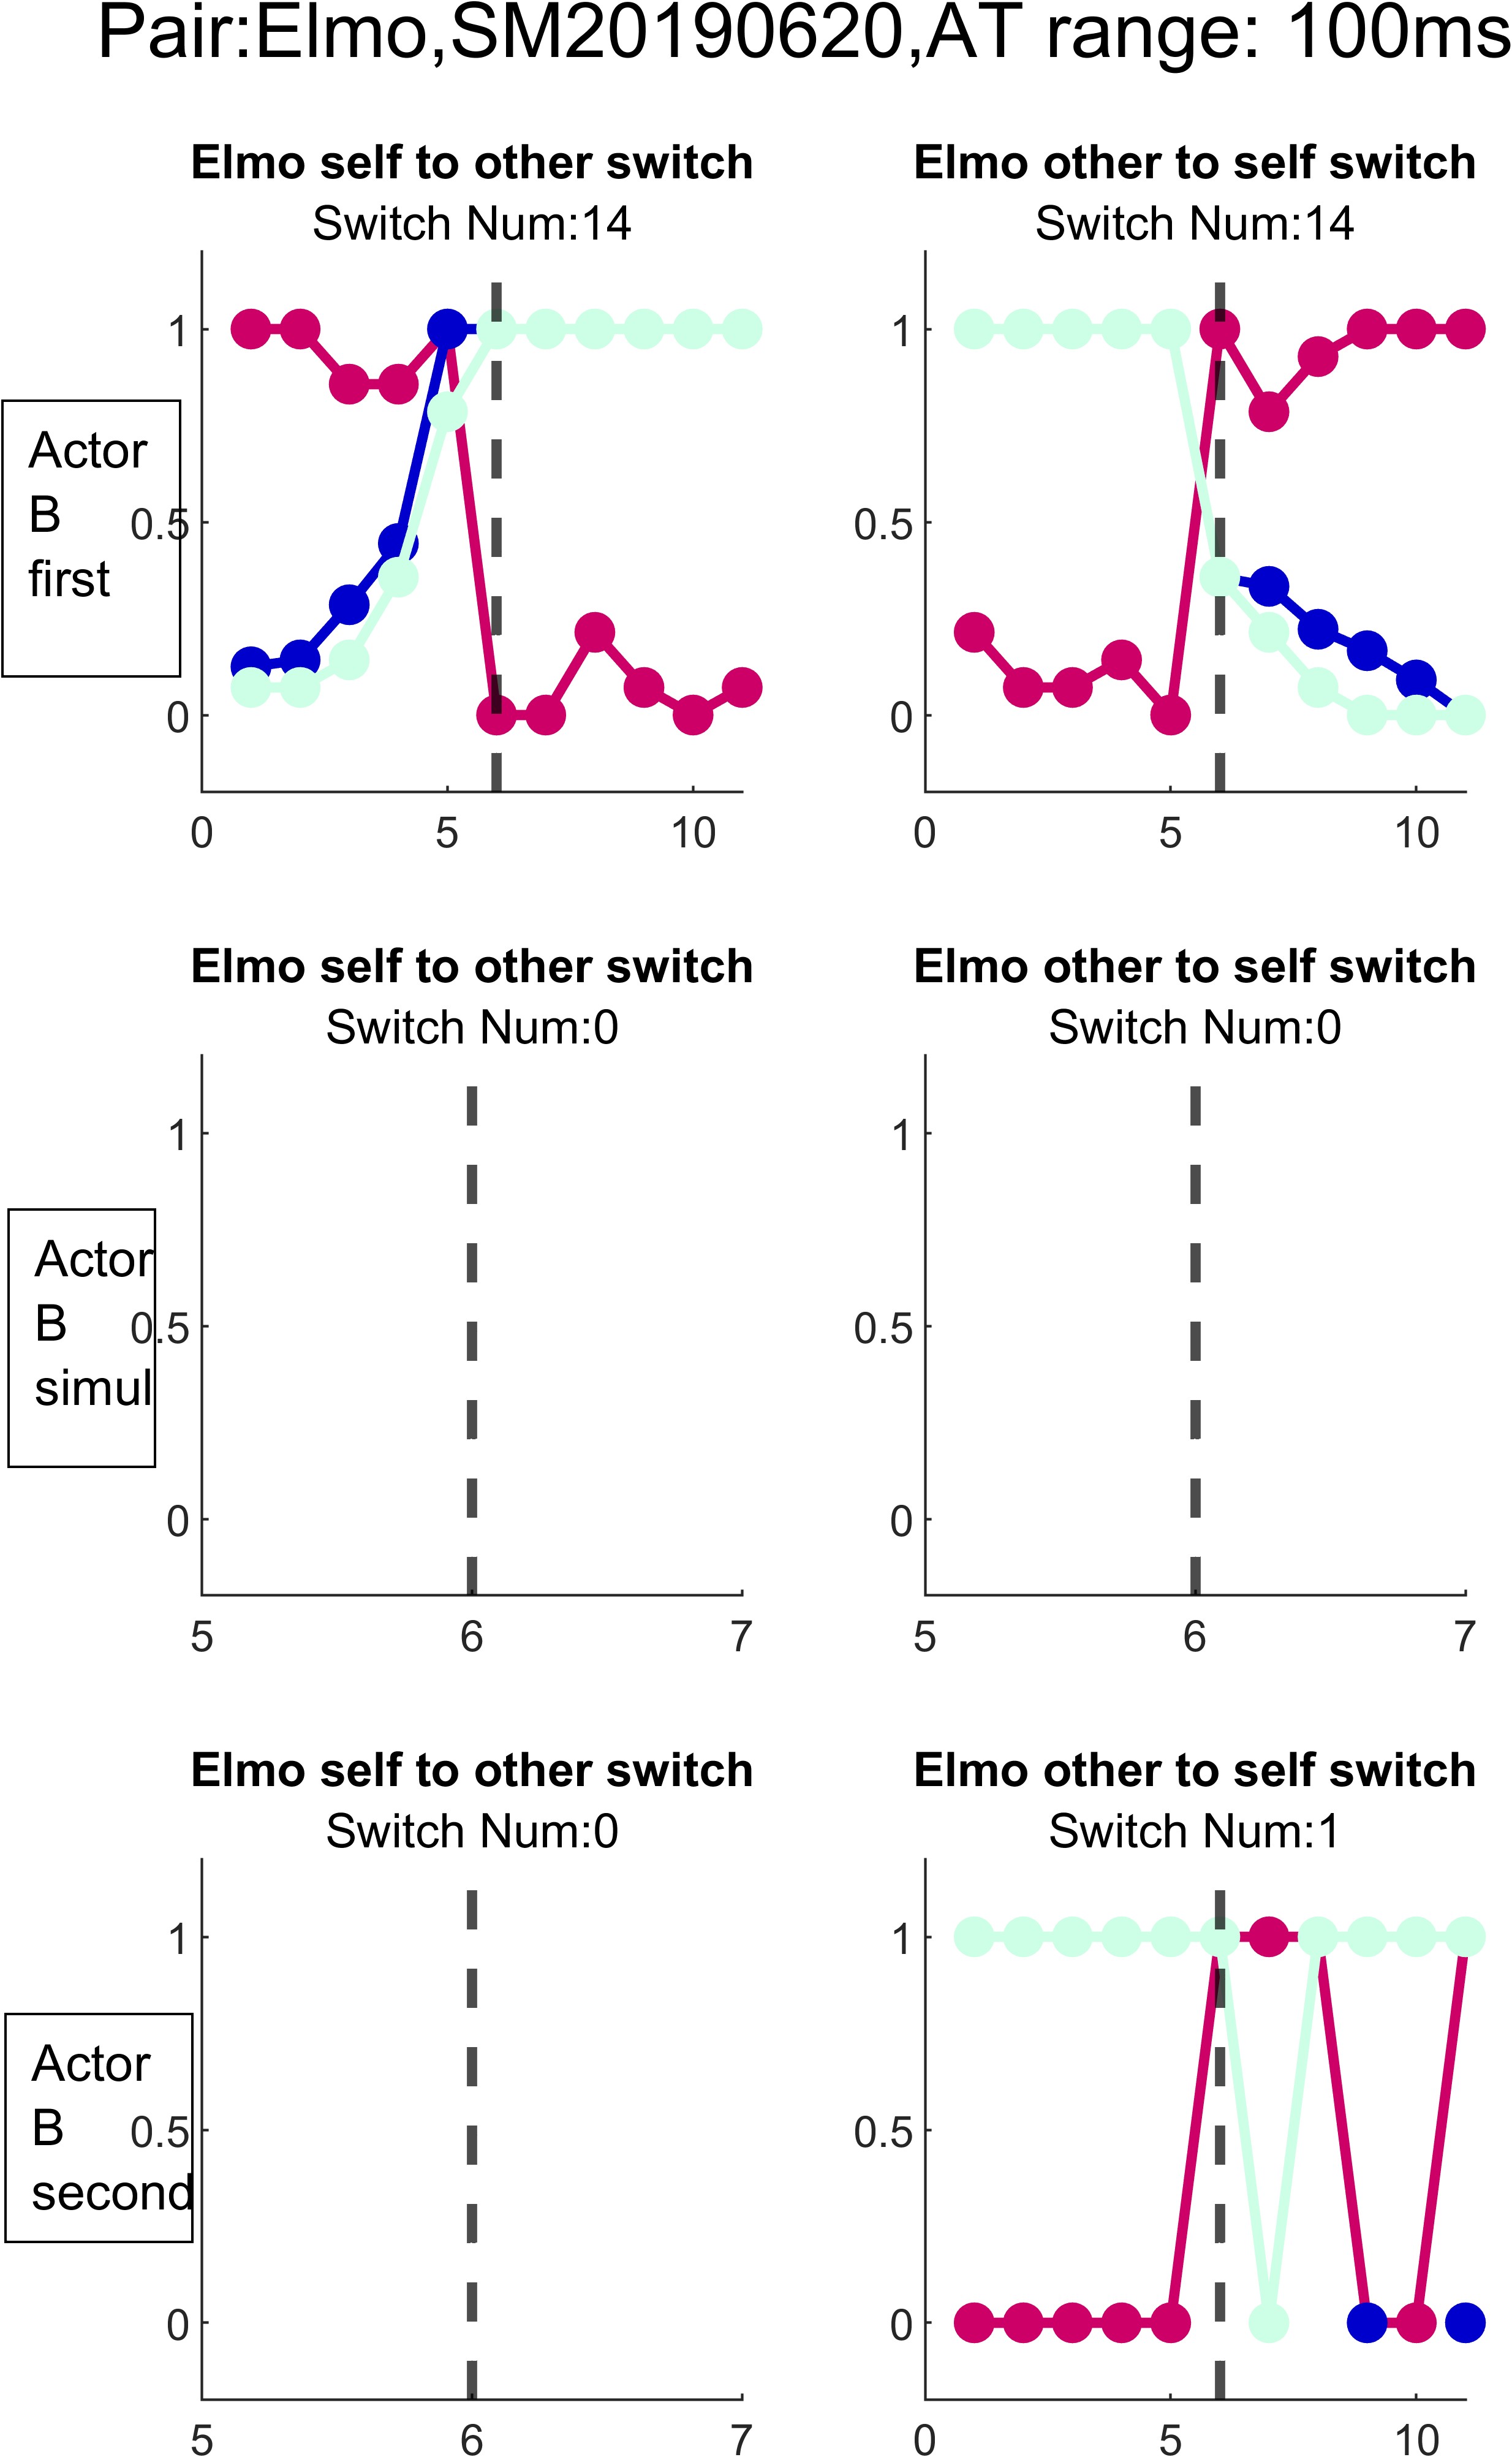 Pair:Elmo,SM20190620,AT range: 100ms
Elmo self to other switch
Switch Num:14
1
0.5
0
0 5 10
Elmo other to self switch
Switch Num:14
1
0.5
0
0 5 10
Actor
B
first
Elmo self to other switch
Switch Num:0
1
0.5
0
5 6 7
Elmo other to self switch
Switch Num:0
1
0.5
0
5 6 7
Actor
B
simul
Elmo self to other switch
Switch Num:0
1
0.5
0
5 6 7
Elmo other to self switch
Switch Num:1
1
0.5
0
0 5 10
Actor
B
second